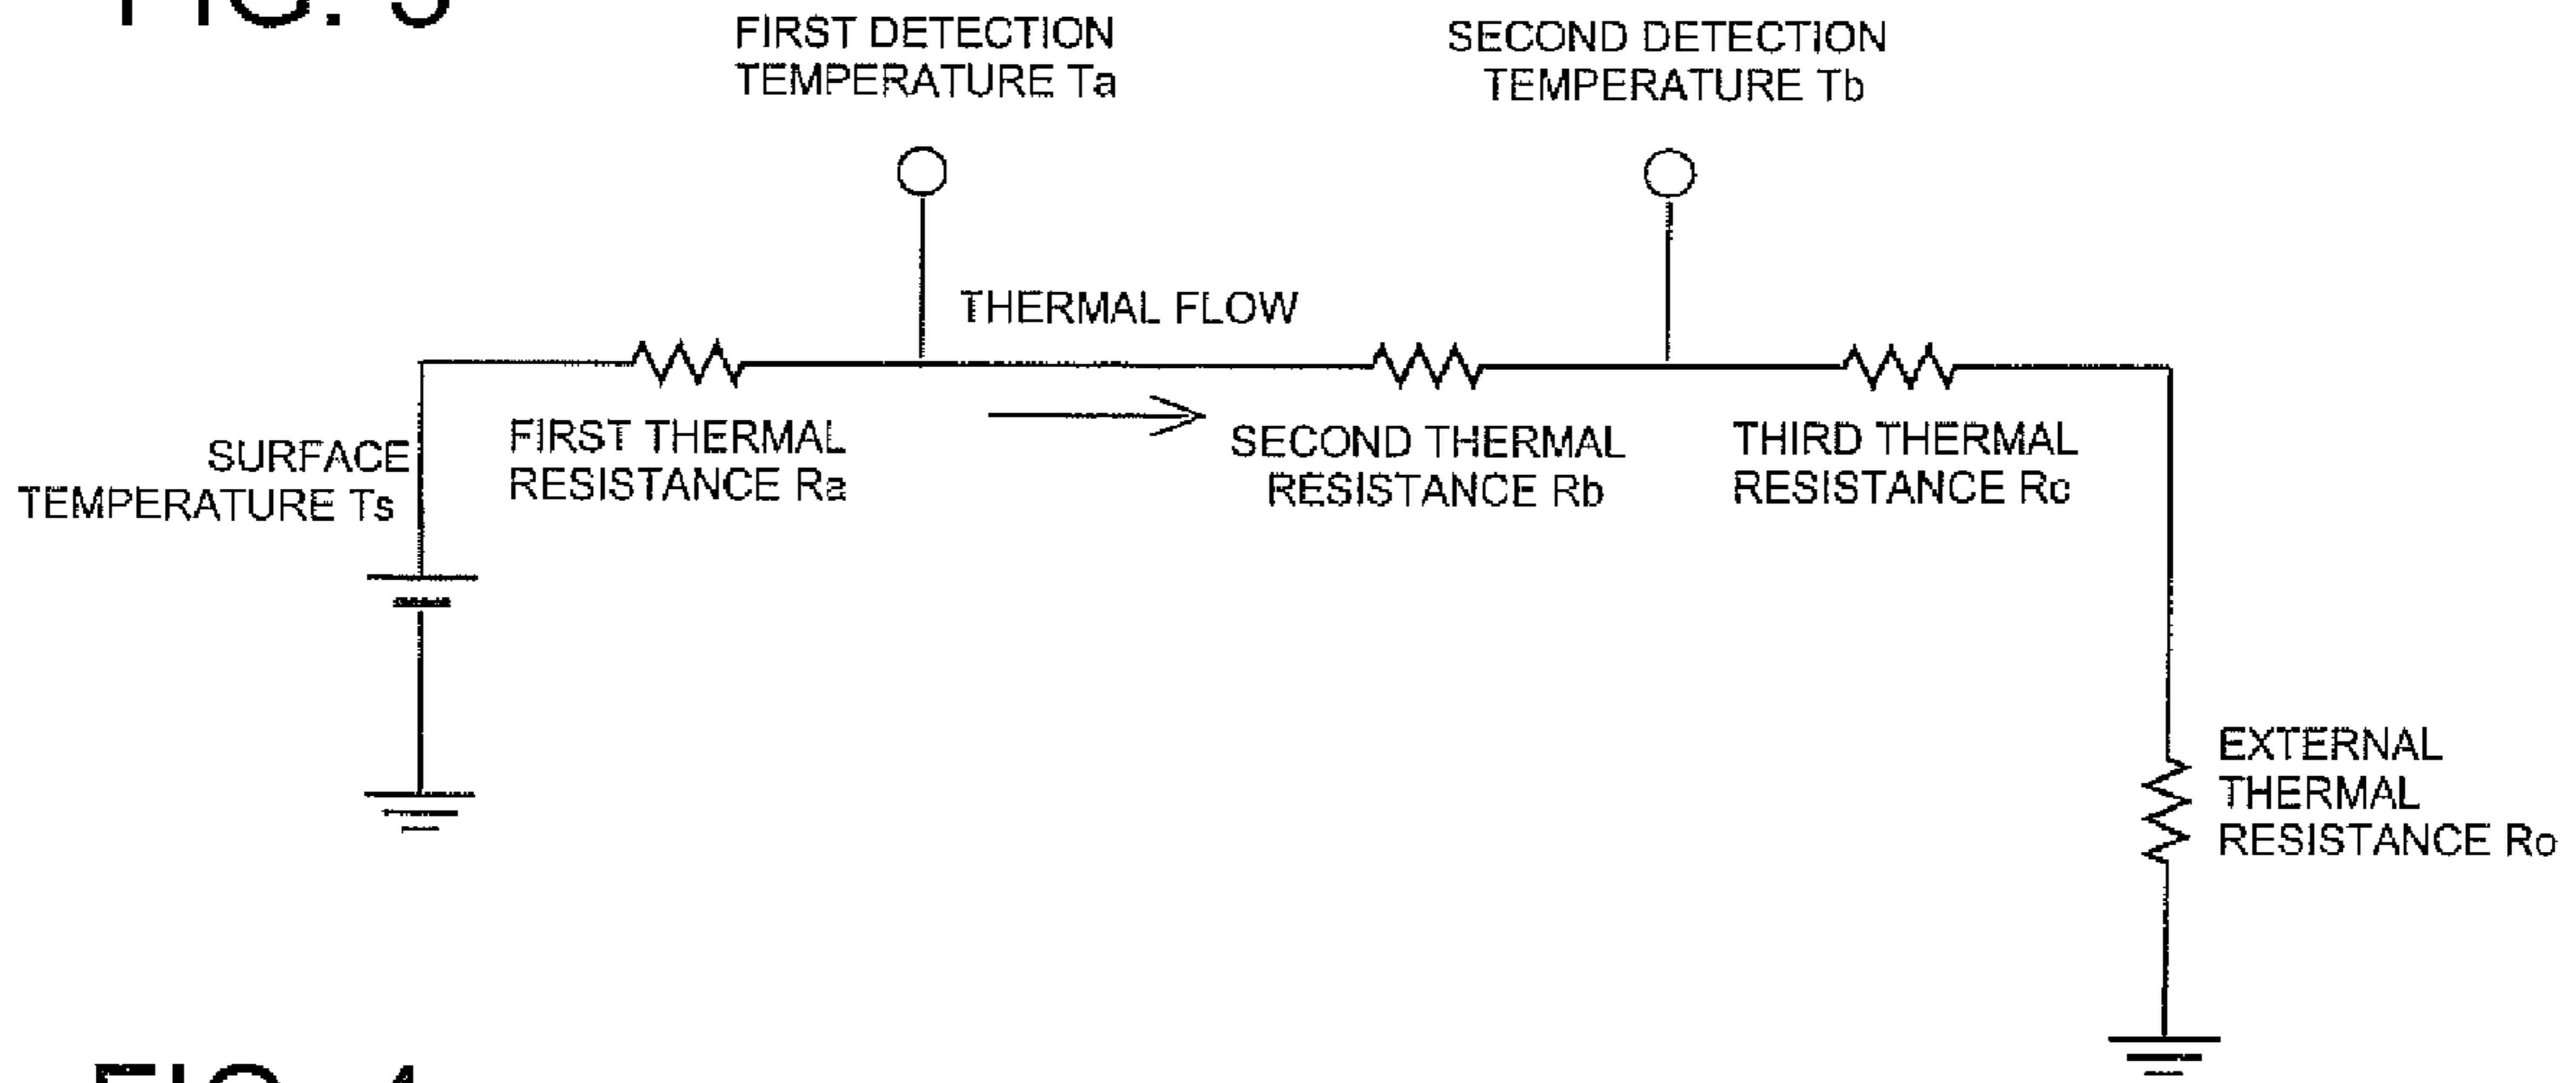 FIRST DETECTION
TEMPERATURE Ta
SECOND DETECTION
TEMPERATURE Tb
THERMAL FLOW
SURFACE
TEMPERATURE Ts
FIRST THERMAL
RESISTANCE Ra
SECOND THERMAL
RESISTANCE Rb
THIRD THERMAL
RESISTANCE Rc
EXTERNAL
THERMAL
RESISTANCE Ro